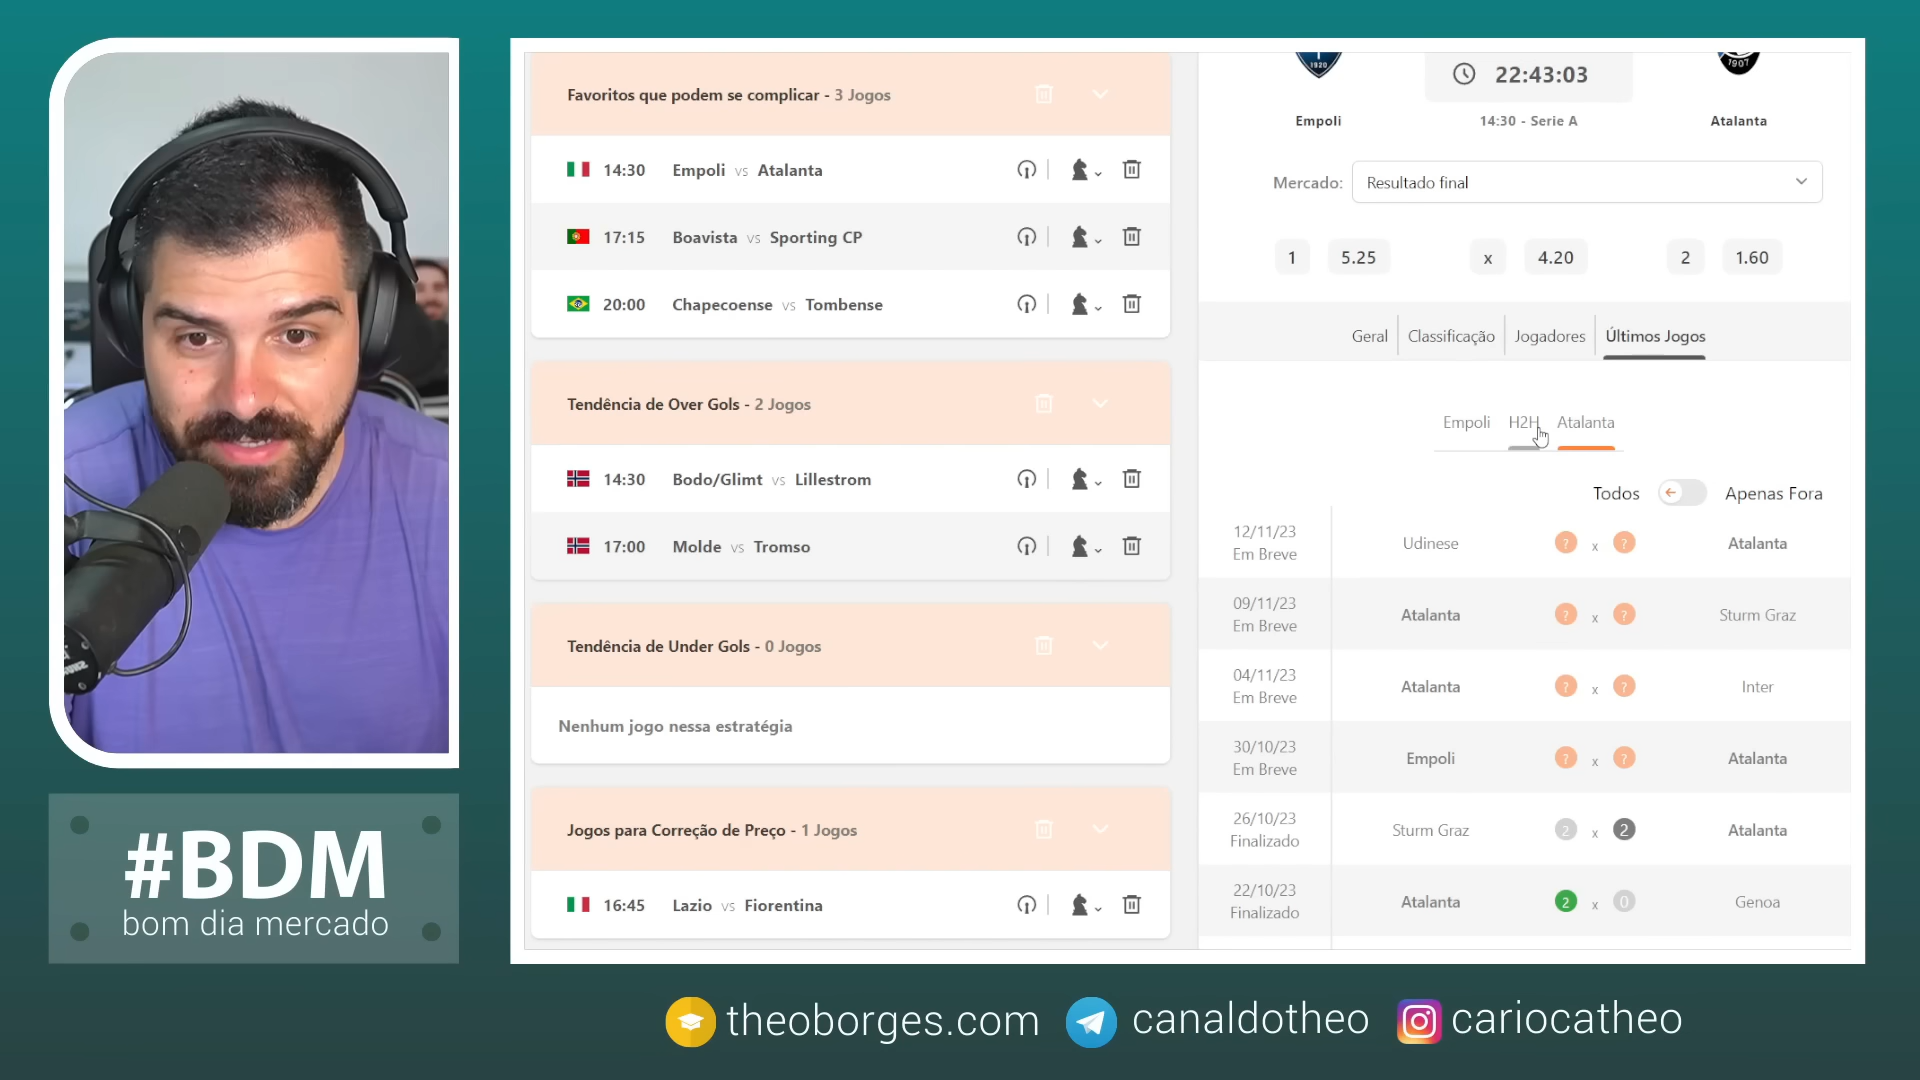 #BDM
bom dia mercado
Favoritos que podem se complicar - 3 Jogos
14:30 Empoli vs Atalanta
17:15 Boavista vs Sporting CP
20:00 Chapecoense vs Tombense
Tendência de Over Gols - 2 Jogos
14:30 Bodo/Glimt vs Lillestrom
17:00 Molde vs Tromso
Tendência de Under Gols - 0 Jogos
Nenhum jogo nessa estratégia
Jogos para Correção de Preço - 1 Jogos
16:45 Lazio vs Fiorentina
1920
22:43:03
1907
Empoli
14:30 - Serie A
Atalanta
Mercado: Resultado final
1 5.25 x 4.20 2 1.60
Geral Classificação Jogadores Últimos Jogos
Empoli H2H Atalanta
Todos Apenas Fora
12/11/23
Em Breve
Udinese ? x ? Atalanta
09/11/23
Em Breve
Atalanta ? x ? Sturm Graz
04/11/23
Em Breve
Atalanta ? x ? Inter
30/10/23
Em Breve
Empoli ? x ? Atalanta
26/10/23
Finalizado
Sturm Graz 2 x 2 Atalanta
22/10/23
Finalizado
Atalanta 2 x 0 Genoa
theoborges.com canaldotheo cariocatheo